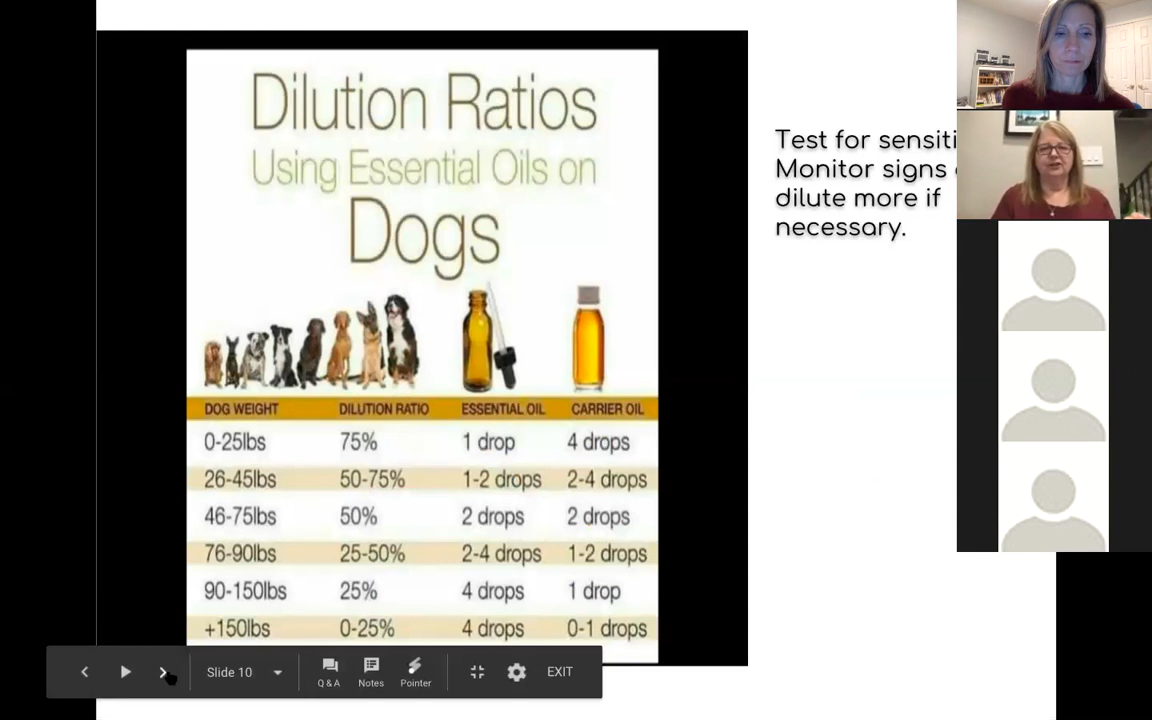 Dilution Ratios
Using Essential Oils on
Dogs
DOG WEIGHT DILUTION RATIO ESSENTIAL OIL CARRIER OIL
0-25lbs 75% 1 drop 4 drops
26-45lbs 50-75% 1-2 drops 2-4 drops
46-75lbs 50% 2 drops 2 drops
76-90lbs 25-50% 2-4 drops 1-2 drops
90-150lbs 25% 4 drops 1 drop
+150lbs 0-25% 4 drops 0-1 drops
Test for
Monitor signs
dilute more if
necessary.
Slide 10
Q & A Notes Pointer
EXIT